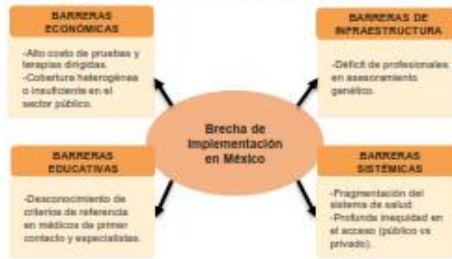 BARRERAS
ECONÓMICAS
-Alto costo de pruebas y
terapias dirigidas.
-Cobertura heterogénea
o insuficiente en el
sector público.
BARRERAS DE
INFRAESTRUCTURA
-Déficit de profesionales
en asesoramiento
genético.
Brecha de
Implementación
en México
BARRERAS
EDUCATIVAS
-Desconocimiento de
criterios de referencia
en médicos de primer
contacto y especialistas.
BARRERAS
SISTÉMICAS
-Fragmentación del
sistema de salud.
-Profunda inequidad en
el acceso (público vs
privado).